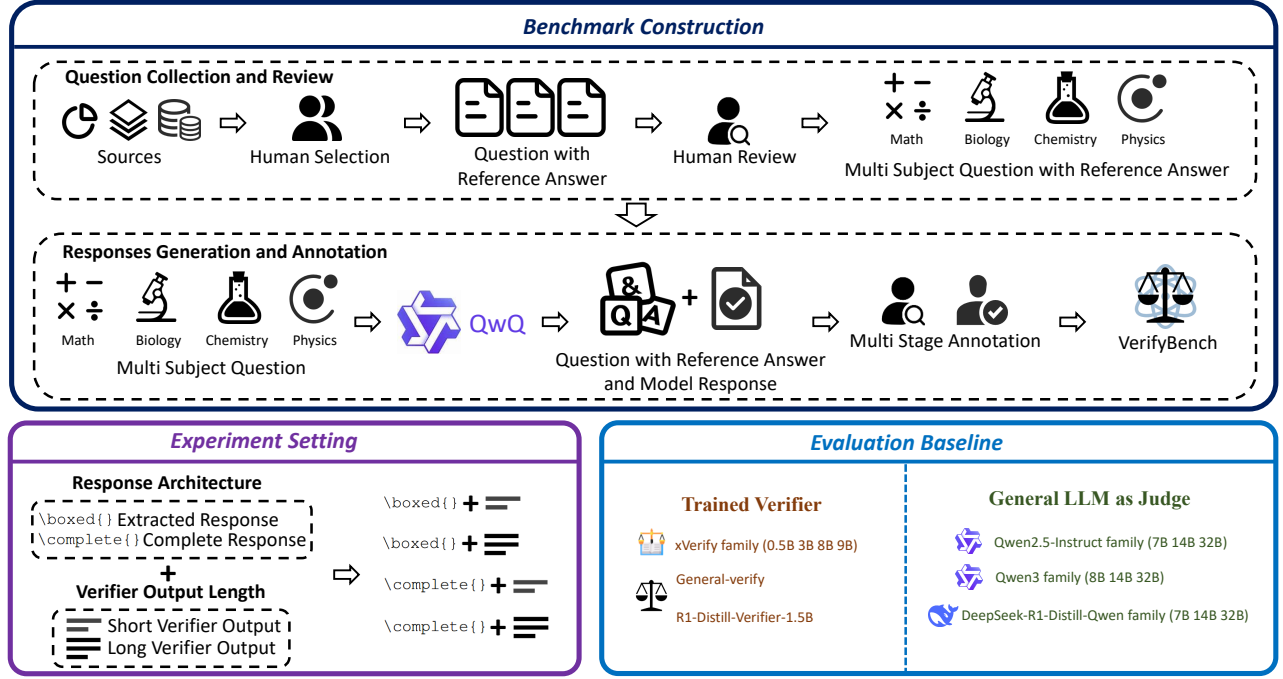 Benchmark Construction
Question Collection and Review
Sources
Human Selection
Question with
Reference Answer
Human Review
Math
Biology
Chemistry
Physics
Multi Subject Question with Reference Answer
Responses Generation and Annotation
Math
Biology
Chemistry
Physics
Multi Subject Question
QwQ
&
Q
A
+
Question with Reference Answer
and Model Response
Multi Stage Annotation
VerifyBench
Experiment Setting
Response Architecture
\boxed{} Extracted Response
\complete{} Complete Response
+
Verifier Output Length
Short Verifier Output
Long Verifier Output
\boxed{} +
\boxed{} +
\complete{} +
\complete{} +
Evaluation Baseline
Trained Verifier
xVerify family (0.5B 3B 8B 9B)
General-verify
R1-Distill-Verifier-1.5B
General LLM as Judge
Qwen2.5-Instruct family (7B 14B 32B)
Qwen3 family (8B 14B 32B)
DeepSeek-R1-Distill-Qwen family (7B 14B 32B)